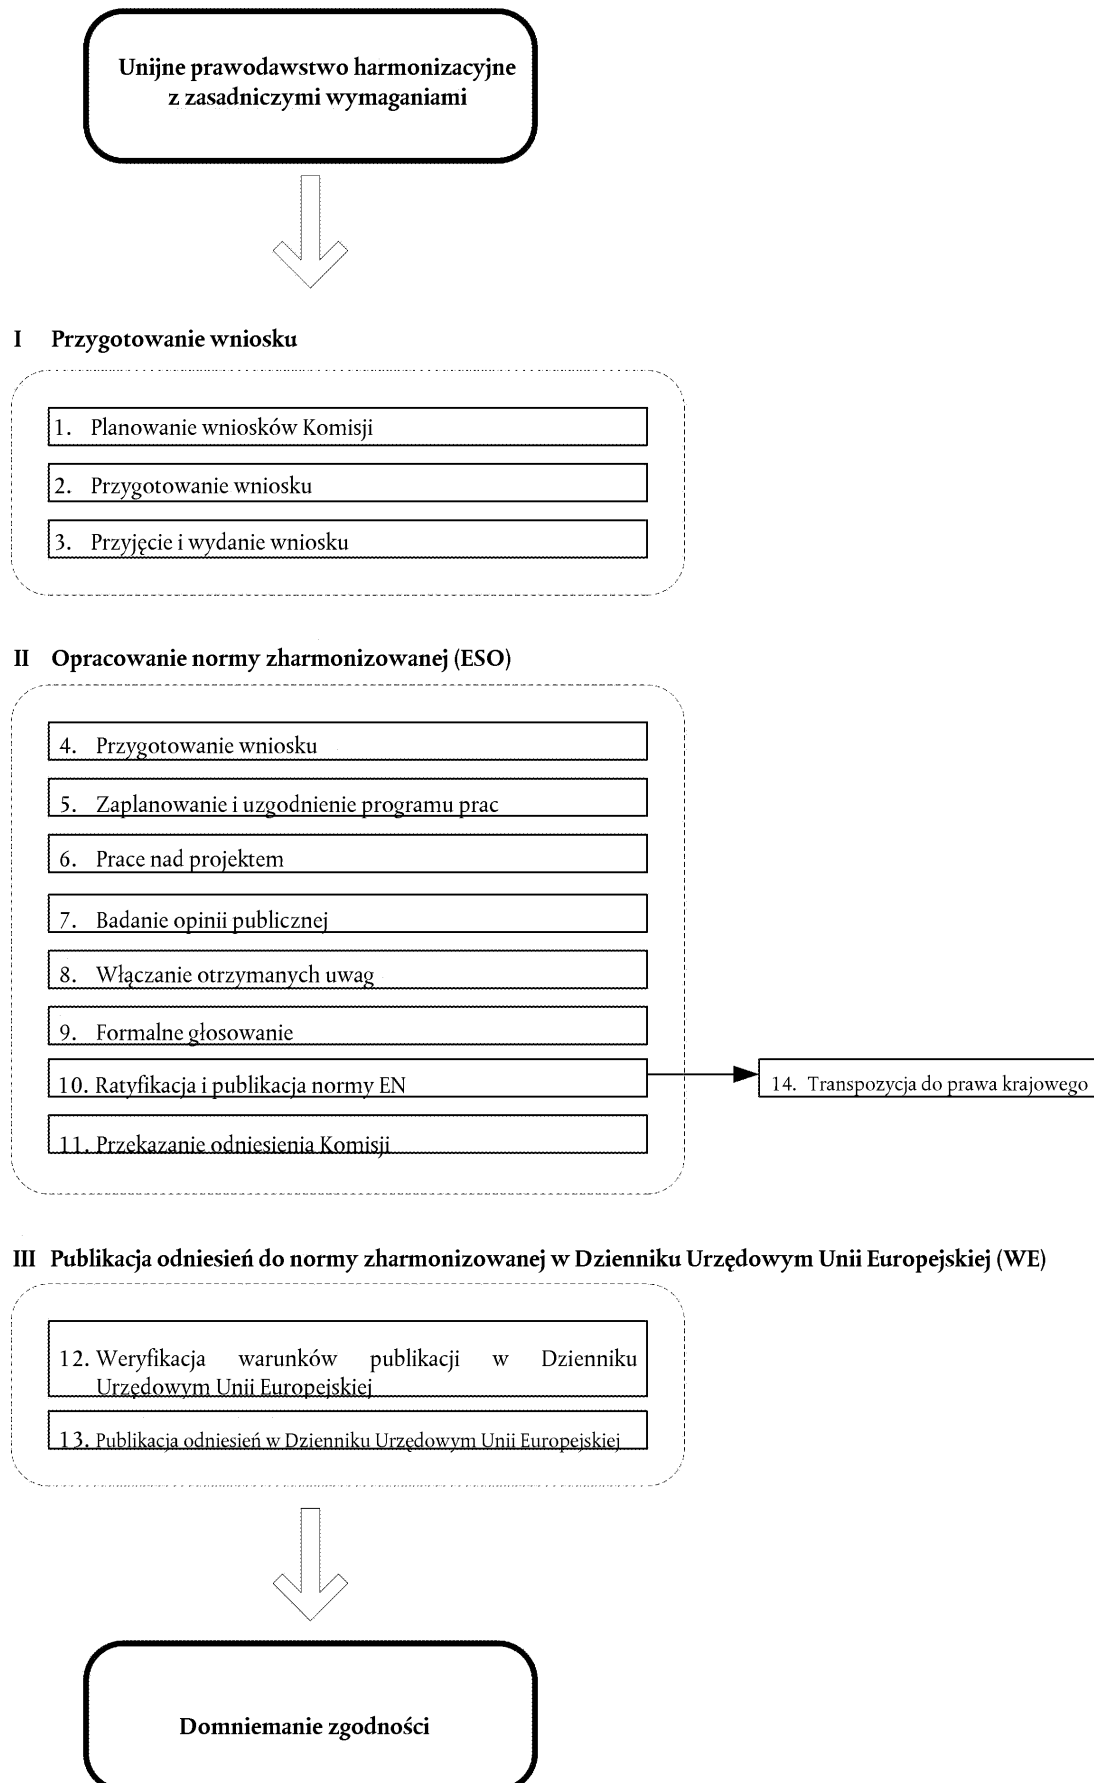 Unijne prawodawstwo harmonizacyjne
z zasadniczymi wymaganiami
I Przygotowanie wniosku
1. Planowanie wniosków Komisji
2. Przygotowanie wniosku
3. Przyjęcie i wydanie wniosku
II Opracowanie normy zharmonizowanej (ESO)
4. Przygotowanie wniosku
5. Zaplanowanie i uzgodnienie programu prac
6. Prace nad projektem
7. Badanie opinii publicznej
8. Włączanie otrzymanych uwag
9. Formalne głosowanie
10. Ratyfikacja i publikacja normy EN
14. Transpozycja do prawa krajowego
11. Przekazanie odniesienia Komisji
III Publikacja odniesień do normy zharmonizowanej w Dzienniku Urzędowym Unii Europejskiej (WE)
12. Weryfikacja warunków publikacji w Dzienniku
Urzędowym Unii Europejskiej
13. Publikacja odniesień w Dzienniku Urzędowym Unii Europejskiej
Domniemanie zgodności